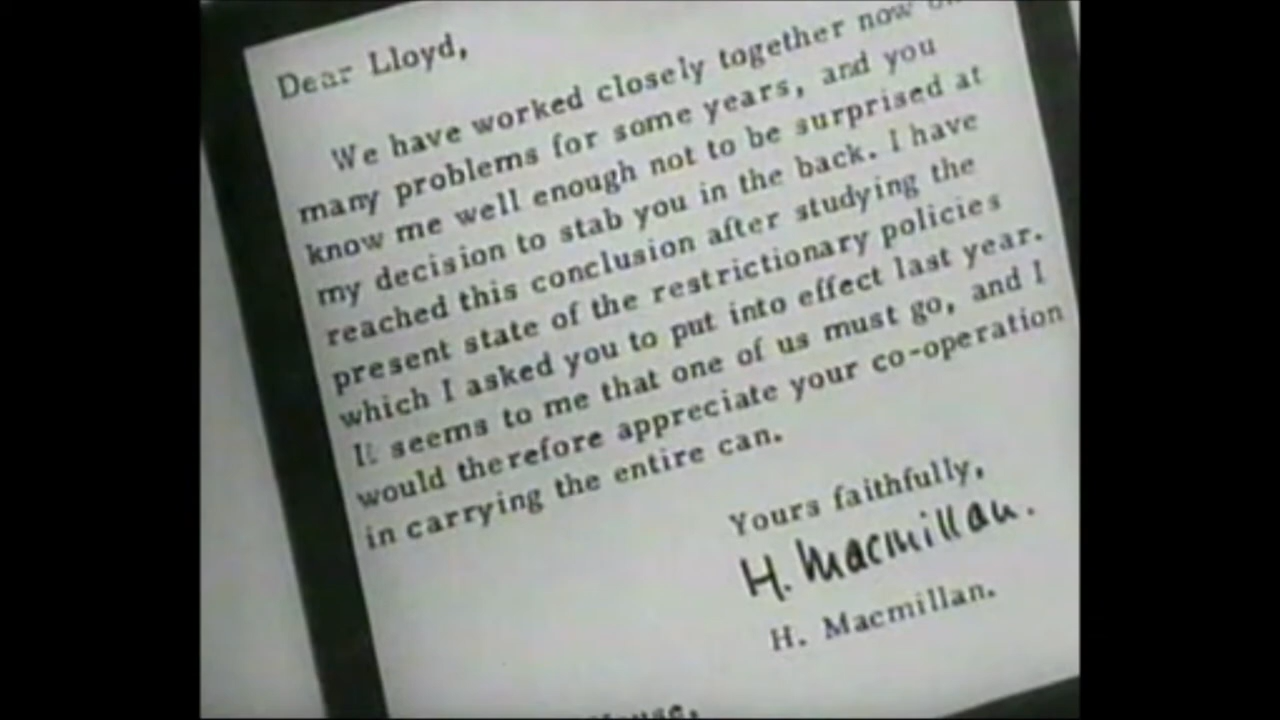 Dear Lloyd,
We have worked closely together now on
many problems for some years, and you
know me well enough not to be surprised at
my decision to stab you in the back. I have
reached this conclusion after studying the
present state of the restrictionary policies
which I asked you to put into effect last year.
It seems to me that one of us must go, and I
would therefore appreciate your co-operation
in carrying the entire can.
Yours faithfully,
H. Macmillan.
H. Macmillan.